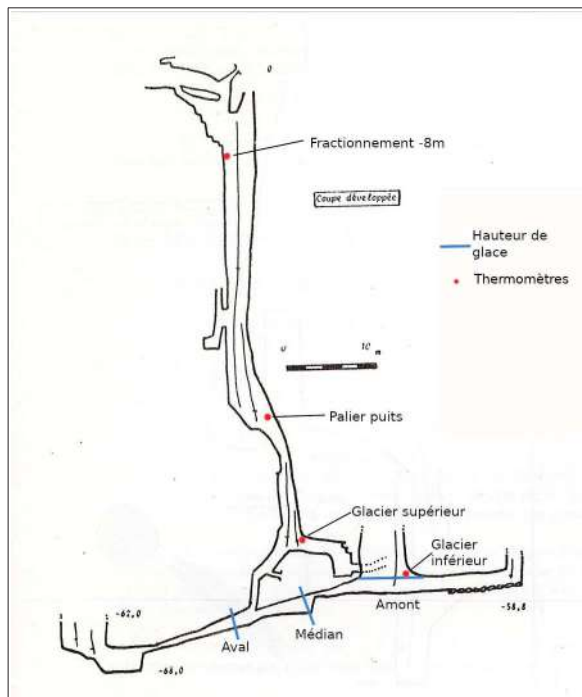 0
Fractionnement -8m
Coupe développée
Hauteur de
glace
Thermomètres
0 10 m
Palier puits
Glacier supérieur
Glacier
inférieur
Amont
-62,0
-58,8
Médian
Aval
-66,0